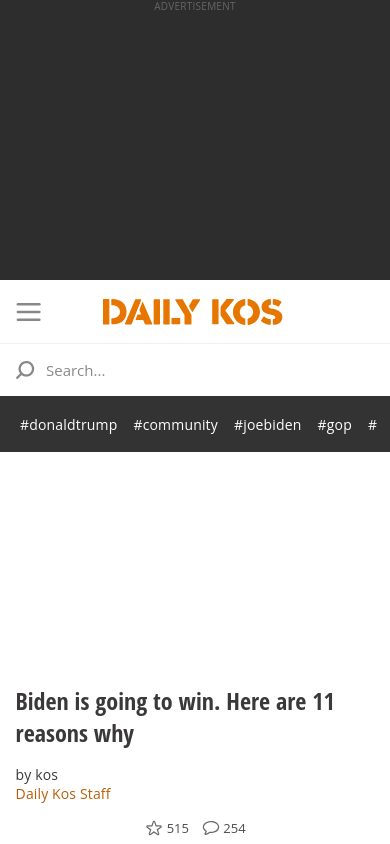 ADVERTISEMENT
DAILY KOS
Search...
#donaldtrump #community #joebiden #gop #
Biden is going to win. Here are 11
reasons why
by kos
Daily Kos Staff
515 254